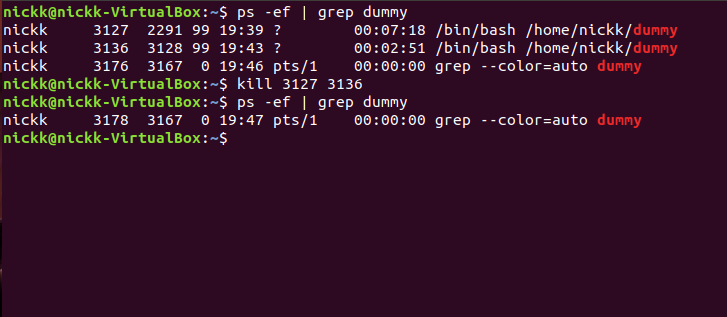 nickk@nickk-VirtualBox:~$ ps -ef | grep dummy
nickk     3127  2291 99 19:39 ?        00:07:18 /bin/bash /home/nickk/dummy
nickk     3136  3128 99 19:43 ?        00:02:51 /bin/bash /home/nickk/dummy
nickk     3176  3167  0 19:46 pts/1    00:00:00 grep --color=auto dummy
nickk@nickk-VirtualBox:~$ kill 3127 3136
nickk@nickk-VirtualBox:~$ ps -ef | grep dummy
nickk     3178  3167  0 19:47 pts/1    00:00:00 grep --color=auto dummy
nickk@nickk-VirtualBox:~$